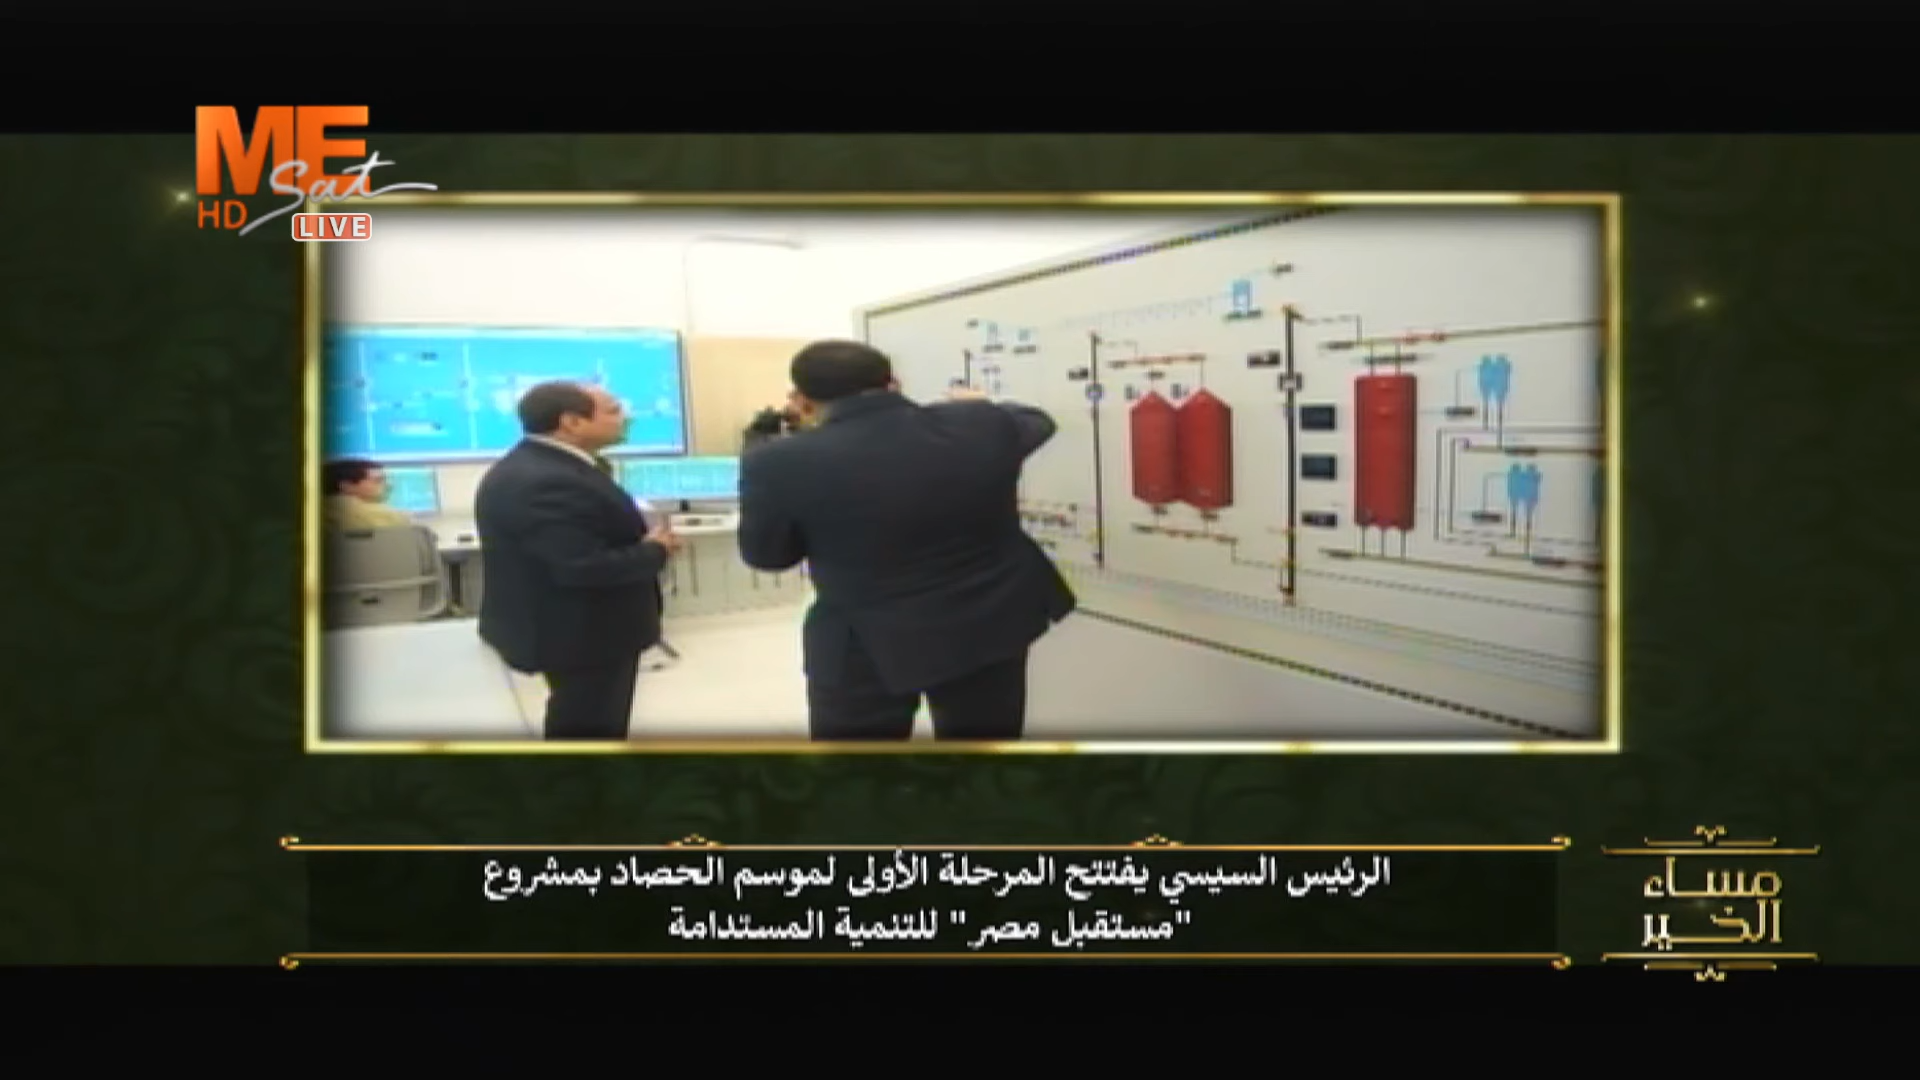 ME
Sat
HD
LIVE
الرئيس السيسي يفتتح المرحلة الأولى لموسم الحصاد بمشروع
"مستقبل مصر" للتنمية المستدامة
مساء
الخير